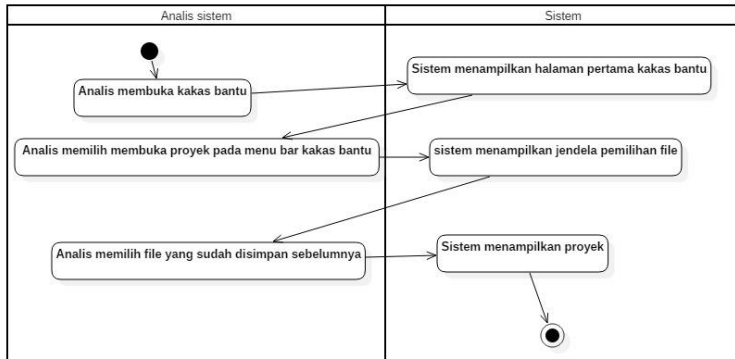 Analis sistem
Sistem
Analis membuka kakas bantu
Sistem menampilkan halaman pertama kakas bantu
Analis memilih membuka proyek pada menu bar kakas bantu
sistem menampilkan jendela pemilihan file
Analis memilih file yang sudah disimpan sebelumnya
Sistem menampilkan proyek